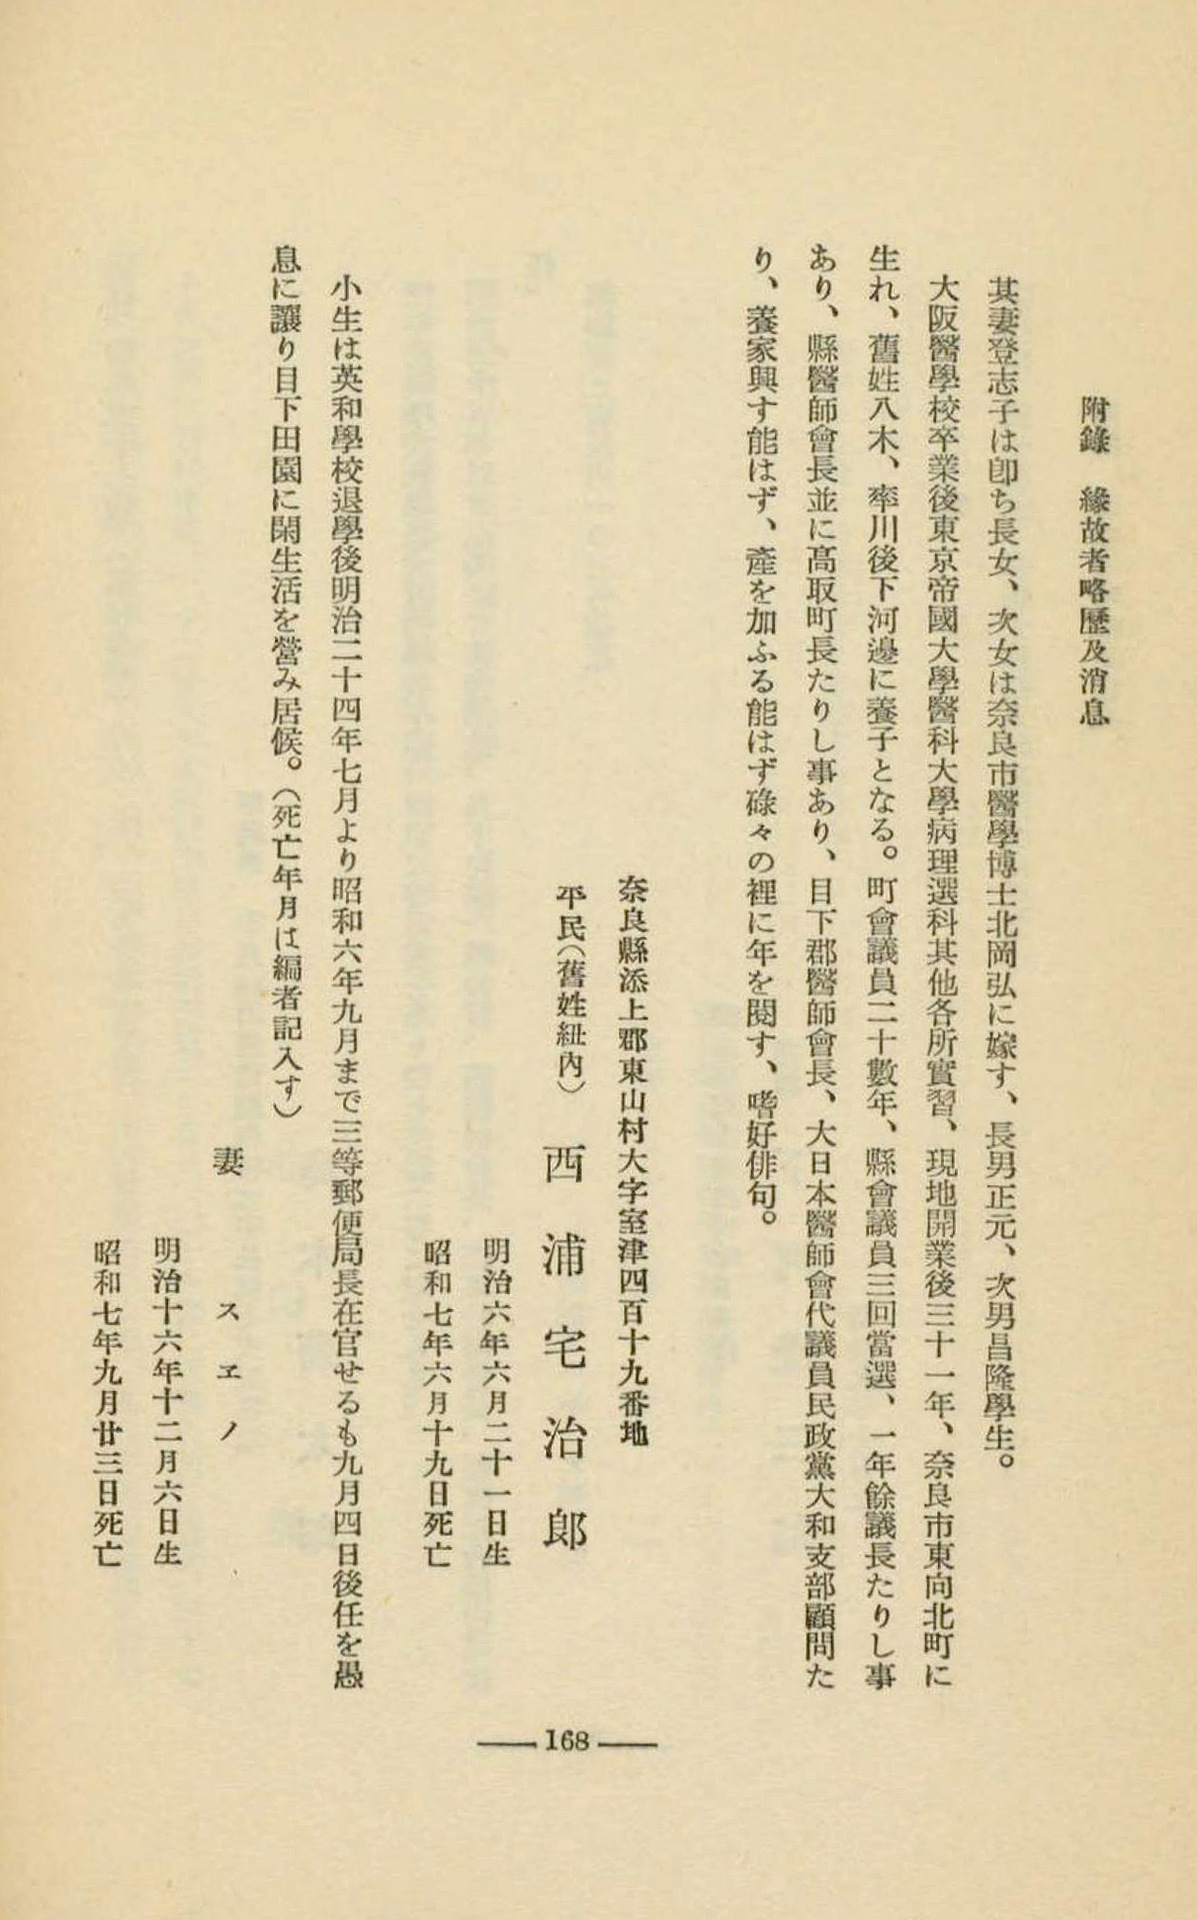 附錄　緣故者略歷及消息
其妻登志子は卽ち長女、次女は奈良市醫學博士北岡弘に嫁す、長男正元、次男昌隆學生。
大阪醫學校卒業後東京帝國大學醫科大學病理選科其他各所實習、現地開業後三十一年、奈良市東向北町に
生れ、舊姓八木、率川後下河邊に養子となる。町會議員二十數年、縣會議員三回當選、一年餘議長たりし事
あり、縣醫師會長並に高取町長たりし事あり、目下郡醫師會長、大日本醫師會代議員民政黨大和支部顧問た
り、養家興す能はず、產を加ふる能はず碌々の裡に年を閱す、嗜好俳句。
奈良縣添上郡東山村大字室津四百十九番地
平民（舊姓紐內）　西浦宅治郎
明治六年六月二十一日生
昭和七年六月十九日死亡
小生は英和學校退學後明治二十四年七月より昭和六年九月まで三等郵便局長在官せるも九月四日後任を愚
息に讓り目下田園に閑生活を營み居候。（死亡年月は編者記入す）
妻　スヱノ
明治十六年十二月六日生
昭和七年九月廿三日死亡
168